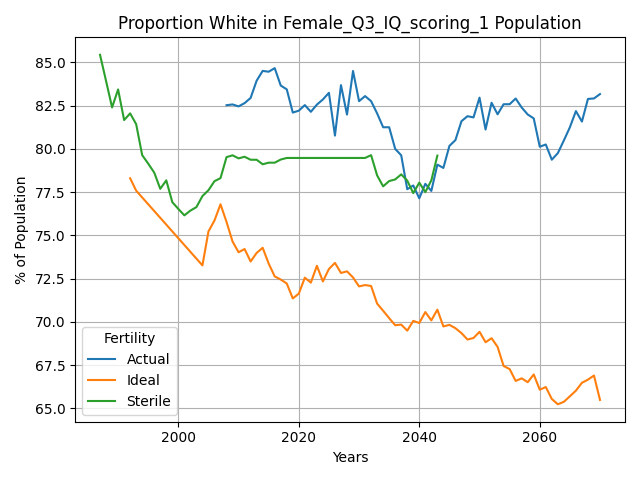 Proportion White in Female_Q3_IQ_scoring_1 Population
% of Population
85.0
82.5
80.0
77.5
75.0
72.5
70.0
67.5
65.0
Fertility
Actual
Ideal
Sterile
2000
2020
2040
2060
Years